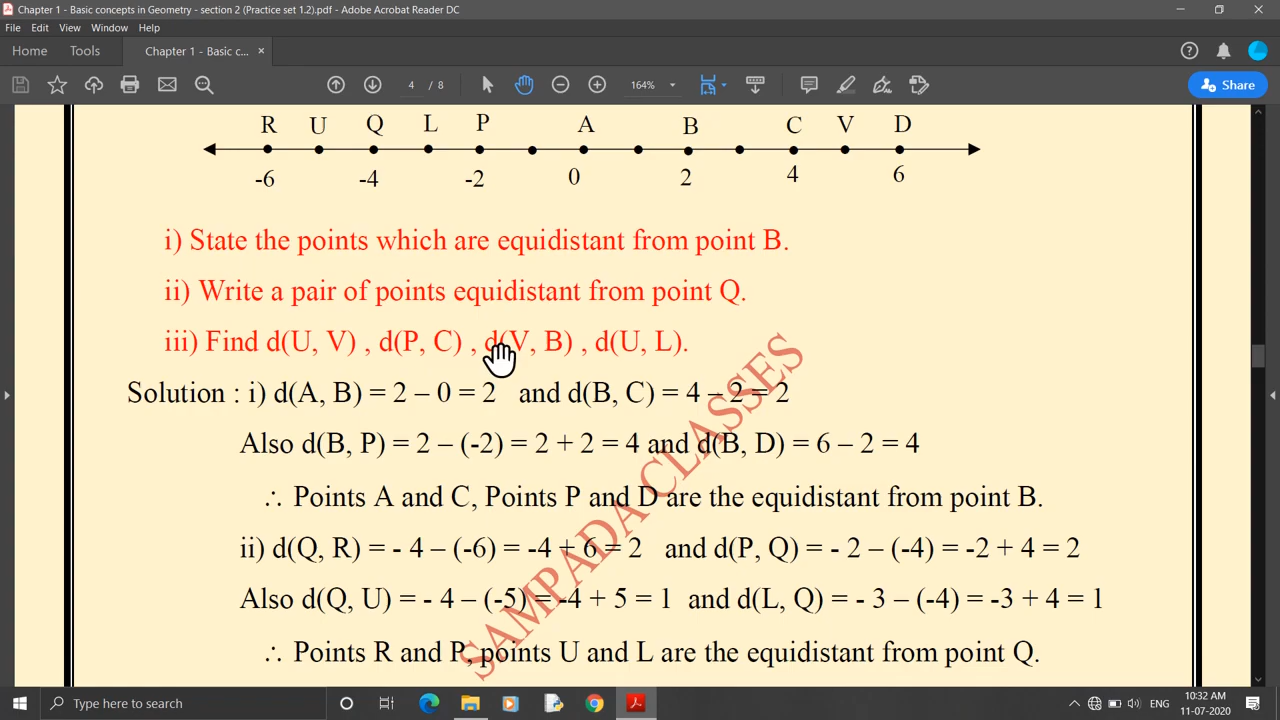 Chapter 1 - Basic concepts in Geometry - section 2 (Practice set 1.2).pdf - Adobe Acrobat Reader DC
File Edit View Window Help
Home Tools Chapter 1 - Basic c... ×
4 / 8 164% Share
R U Q L P A B C V D
-6 -4 -2 0 2 4 6
i) State the points which are equidistant from point B.
ii) Write a pair of points equidistant from point Q.
iii) Find d(U, V) , d(P, C) , d(V, B) , d(U, L).
Solution : i) d(A, B) = 2 – 0 = 2 and d(B, C) = 4 – 2 = 2
Also d(B, P) = 2 – (-2) = 2 + 2 = 4 and d(B, D) = 6 – 2 = 4
∴ Points A and C, Points P and D are the equidistant from point B.
ii) d(Q, R) = - 4 – (-6) = -4 + 6 = 2 and d(P, Q) = - 2 – (-4) = -2 + 4 = 2
Also d(Q, U) = - 4 – (-5) = -4 + 5 = 1 and d(L, Q) = - 3 – (-4) = -3 + 4 = 1
∴ Points R and P, points U and L are the equidistant from point Q.
SAMPADA CLASSES
Type here to search
10:32 AM
11-07-2020